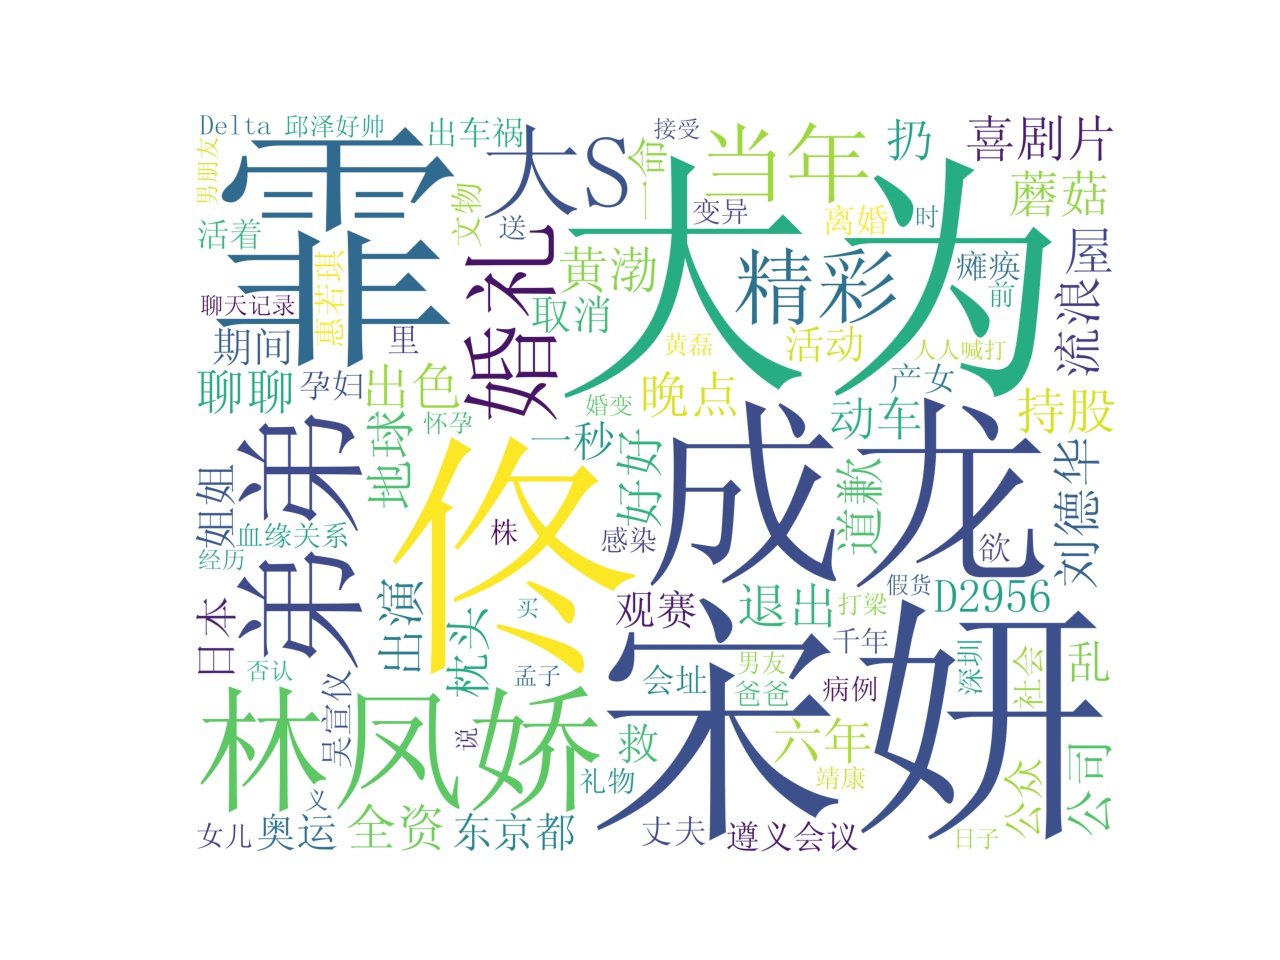 Delta
邱泽好帅
出车祸
大S
接受
一命
当年
扔
喜剧片
男朋友
霏
文物
送
变异
离婚
时
蘑菇
活着
惠若琪
婚礼
黄渤
大为
精彩
瘫痪
前
流浪屋
聊天记录
期间
里
取消
黄磊
活动
人人喊打
聊聊
孕妇
出色
怀孕
婚变
晚点
产女
动车
持股
弟弟
地球
佟
一秒
好好
成龙
道歉
刘德华
姐姐
血缘关系
经历
株
感染
欲
日本
出演
枕头
买
观赛
退出
打梁
假货
D2956
否认
吴宣仪
孟子
宋妍
会址
男友
爸爸
千年
病例
深圳
社会
乱
林凤娇
说
救
六年
礼物
靖康
公众
公司
义
女儿
奥运
全资
东京都
丈夫
遵义会议
日子